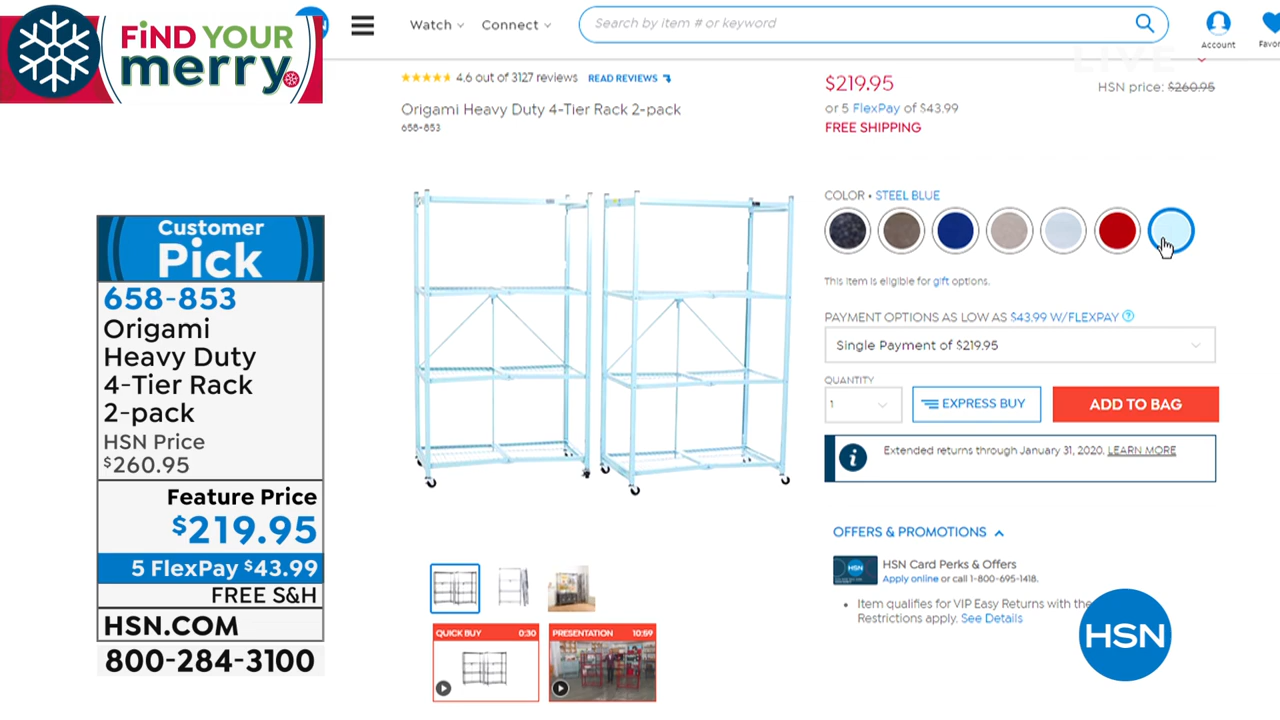 FiND YOUR
merry.
Watch
Connect
Search by item # or keyword
Account
LIVE
4.6 out of 3127 reviews READ REVIEWS
Origami Heavy Duty 4-Tier Rack 2-pack
658-853
$219.95
HSN price: $260.95
or 5 FlexPay of $43.99
FREE SHIPPING
COLOR • STEEL BLUE
This item is eligible for gift options.
PAYMENT OPTIONS AS LOW AS $43.99 W/FLEXPAY ?
Single Payment of $219.95
QUANTITY
1
EXPRESS BUY
ADD TO BAG
i
Extended returns through January 31, 2020. LEARN MORE
OFFERS & PROMOTIONS
HSN
HSN Card Perks & Offers
Apply online or call 1-800-695-1418.
• Item qualifies for VIP Easy Returns with the
Restrictions apply. See Details
HSN
QUICK BUY 0:30
PRESENTATION 10:59
Customer
Pick
658-853
Origami
Heavy Duty
4-Tier Rack
2-pack
HSN Price
$260.95
Feature Price
$219.95
5 FlexPay $43.99
FREE S&H
HSN.COM
800-284-3100